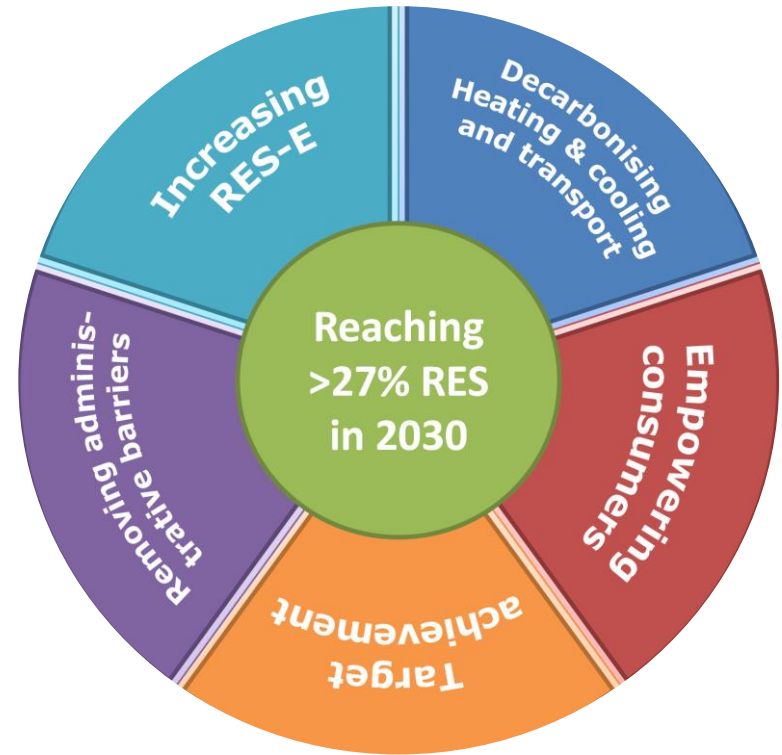 Increasing
RES-E
Decarbonising
Heating & cooling
and transport
Empowering
consumers
Target
achievement
Removing adminis-
trative barriers
Reaching
>27% RES
in 2030